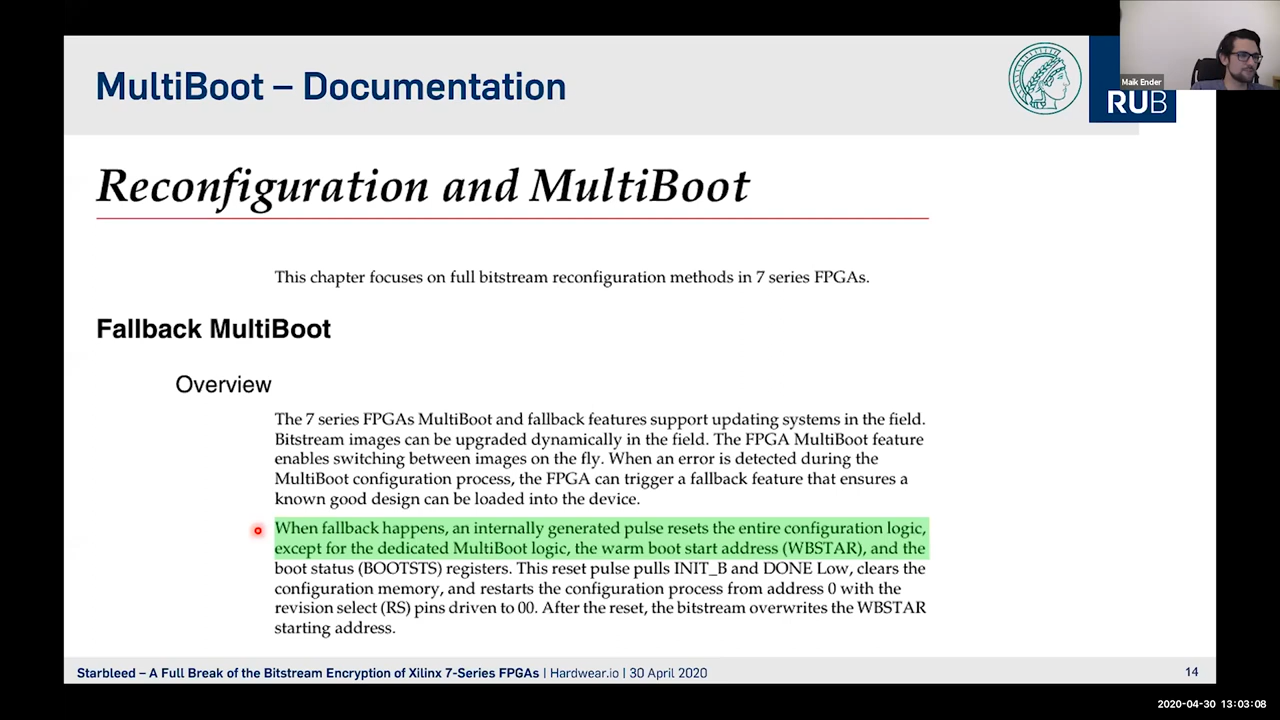 MultiBoot – Documentation
Maik Ender
RUB
Reconfiguration and MultiBoot
This chapter focuses on full bitstream reconfiguration methods in 7 series FPGAs.
Fallback MultiBoot
Overview
The 7 series FPGAs MultiBoot and fallback features support updating systems in the field.
Bitstream images can be upgraded dynamically in the field. The FPGA MultiBoot feature
enables switching between images on the fly. When an error is detected during the
MultiBoot configuration process, the FPGA can trigger a fallback feature that ensures a
known good design can be loaded into the device.
When fallback happens, an internally generated pulse resets the entire configuration logic,
except for the dedicated MultiBoot logic, the warm boot start address (WBSTAR), and the
boot status (BOOTSTS) registers. This reset pulse pulls INIT_B and DONE Low, clears the
configuration memory, and restarts the configuration process from address 0 with the
revision select (RS) pins driven to 00. After the reset, the bitstream overwrites the WBSTAR
starting address.
Starbleed – A Full Break of the Bitstream Encryption of Xilinx 7-Series FPGAs | Hardwear.io | 30 April 2020
14
2020-04-30 13:03:08